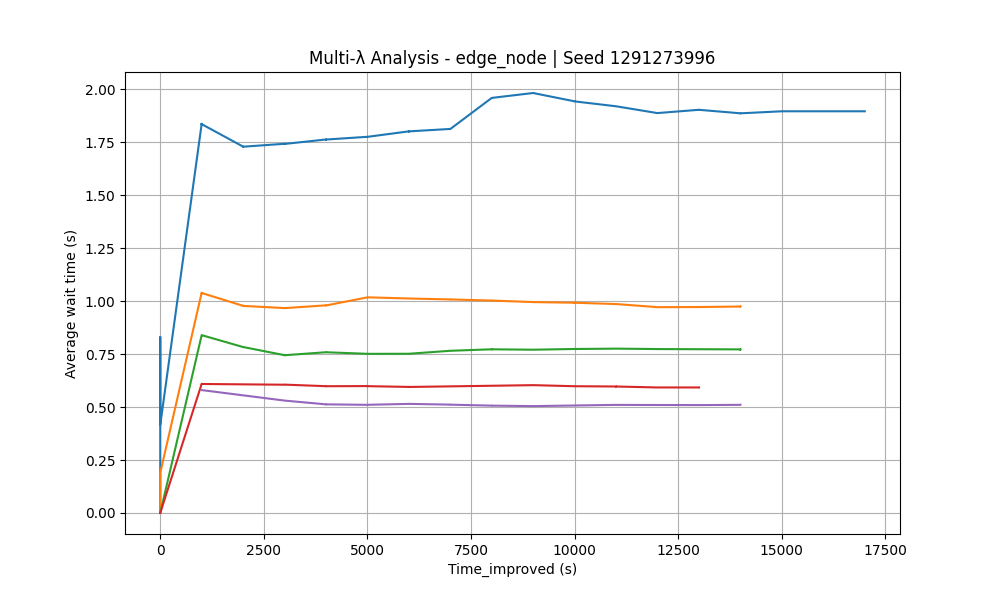 Multi-λ Analysis - edge_node | Seed 1291273996
2.00
1.75
1.50
1.25
1.00
0.75
0.50
0.25
0.00
Average wait time (s)
0 2500 5000 7500 10000 12500 15000 17500
Time_improved (s)